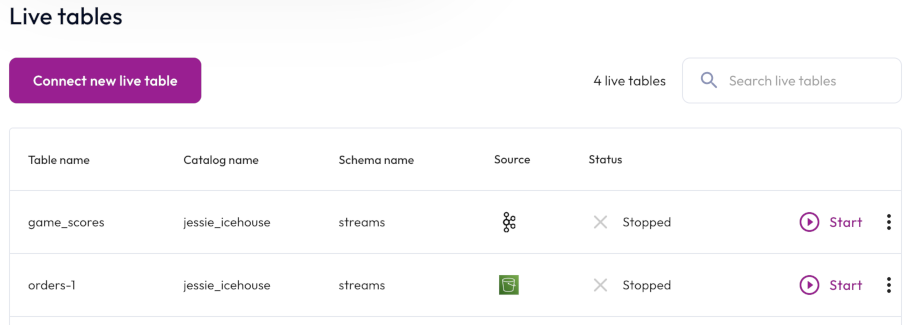 Live tables
Connect new live table
4 live tables
Search live tables
Table name Catalog name Schema name Source Status
game_scores jessie_icehouse streams Stopped Start
orders-1 jessie_icehouse streams Stopped Start